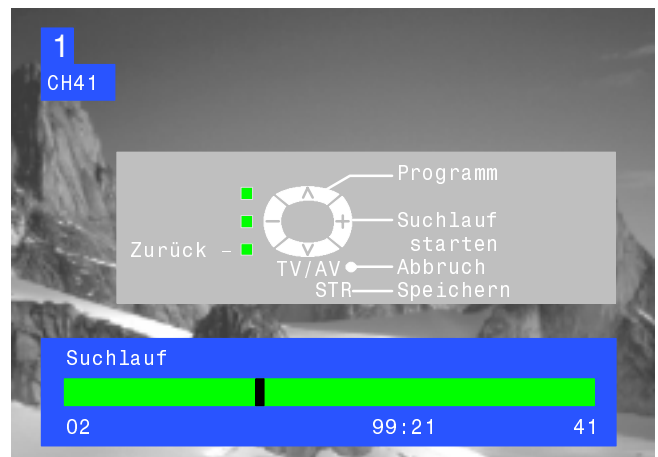 1
CH41
Programm
Suchlauf
starten
Zurück –
TV/AV Abbruch
STR Speichern
Suchlauf
02 99:21 41